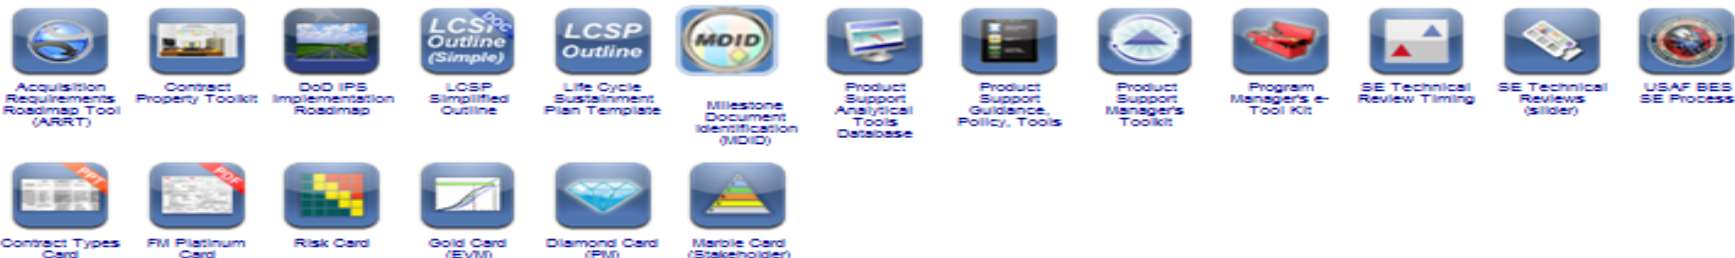 LCSP
Outline
(Simple)
DOC
LCSP
Outline
MDID
Acquisition
Requirements
Roadmap Tool
(ARRT)
Contract
Property Toolkit
DoD IPS
Implementation
Roadmap
LCSP
Simplified
Outline
Life Cycle
Sustainment
Plan Template
Milestone
Document
Identification
(MDID)
Product
Support
Analytical
Tools
Database
Product
Support
Guidance,
Policy, Tools
Product
Support
Manager's
Toolkit
Program
Manager's e-
Tool Kit
SE Technical
Review Timing
SE Technical
Reviews
(slider)
USAF BES
SE Process
PPT
PDF
Contract Types
Card
FM Platinum
Card
Risk Card
Gold Card
(EVM)
Diamond Card
(PM)
Marble Card
(Stakeholder)